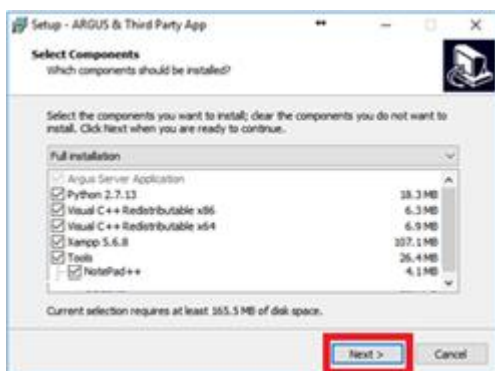 Setup - ARGUS & Third Party App
Select Components
Which components should be installed?
Select the components you want to install; clear the components you do not want to
install. Click Next when you are ready to continue.
Full installation
Argus Server Application
Python 2.7.13 18.3 MB
Visual C++ Redistributable x86 6.3 MB
Visual C++ Redistributable x64 6.9 MB
Xampp 5.6.8 107.1 MB
Tools 26.4 MB
NotePad++ 4.1 MB
Current selection requires at least 165.5 MB of disk space.
Next > Cancel